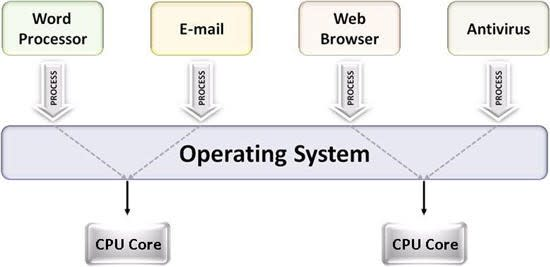 Word
Processor
E-mail
Web
Browser
Antivirus
PROCESS
PROCESS
PROCESS
PROCESS
Operating System
CPU Core
CPU Core